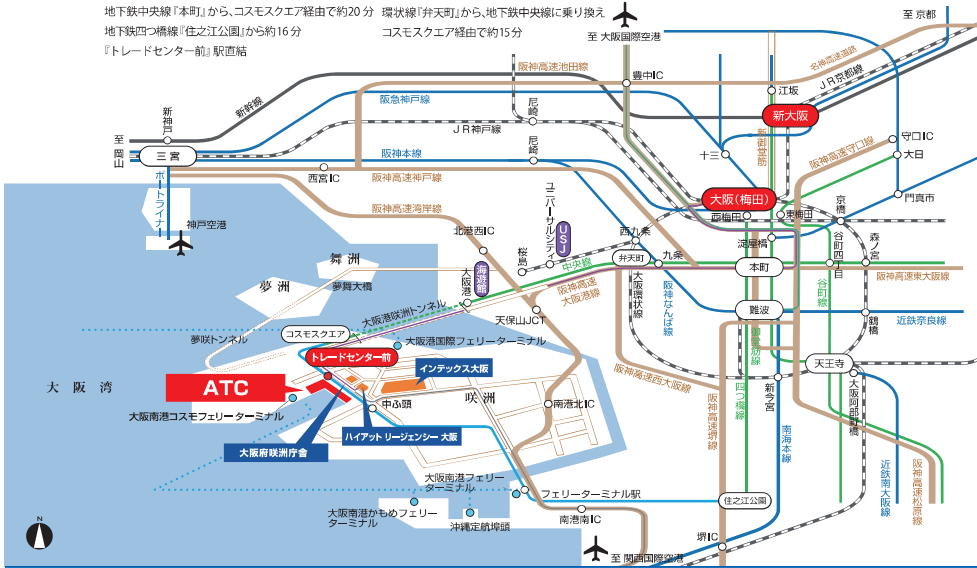 地下鉄中央線『本町』から、コスモスクエア経由で約20分
地下鉄四つ橋線『住之江公園』から約16分
『トレードセンター前』駅直結
環状線『弁天町』から、地下鉄中央線に乗り換え
コスモスクエア経由で約15分
至 大阪国際空港
至 京都
名神高速道路
JR京都線
阪神高速池田線
豊中IC
江坂
新大阪
新幹線
阪急神戸線
尼崎
新神戸
JR神戸線
尼崎
新御堂筋
守口IC
至
岡山
三宮
十三
阪神高速守口線
大日
阪神本線
西宮IC
阪神高速神戸線
大阪(梅田)
門真市
ポートライナー
阪神高速湾岸線
ユニバーサルシティ
USJ
西梅田
東梅田
京橋
神戸空港
北港西IC
桜島
西九条
淀屋橋
谷町四丁目
森ノ宮
舞洲
夢洲
夢舞大橋
大阪港
海遊館
中央線
弁天町
九条
本町
阪神高速東大阪線
阪神高速
大阪港線
大阪環状線
阪神なんば線
谷町線
大阪港咲洲トンネル
天保山JCT
難波
鶴橋
近鉄奈良線
夢咲トンネル
コスモスクエア
大阪港国際フェリーターミナル
御堂筋線
トレードセンター前
インテックス大阪
阪神高速西大阪線
天王寺
大阪湾
ATC
咲洲
四つ橋線
新今宮
大阪阿部野橋
大阪南港コスモフェリーターミナル
中ふ頭
南港北IC
阪神高速堺線
南海本線
ハイアット リージェンシー 大阪
大阪府咲洲庁舎
近鉄南大阪線
阪神高速松原線
大阪南港フェリー
ターミナル
フェリーターミナル駅
住之江公園
大阪南港かもめフェリー
ターミナル
沖縄定航埠頭
南港南IC
堺IC
至 関西国際空港
N